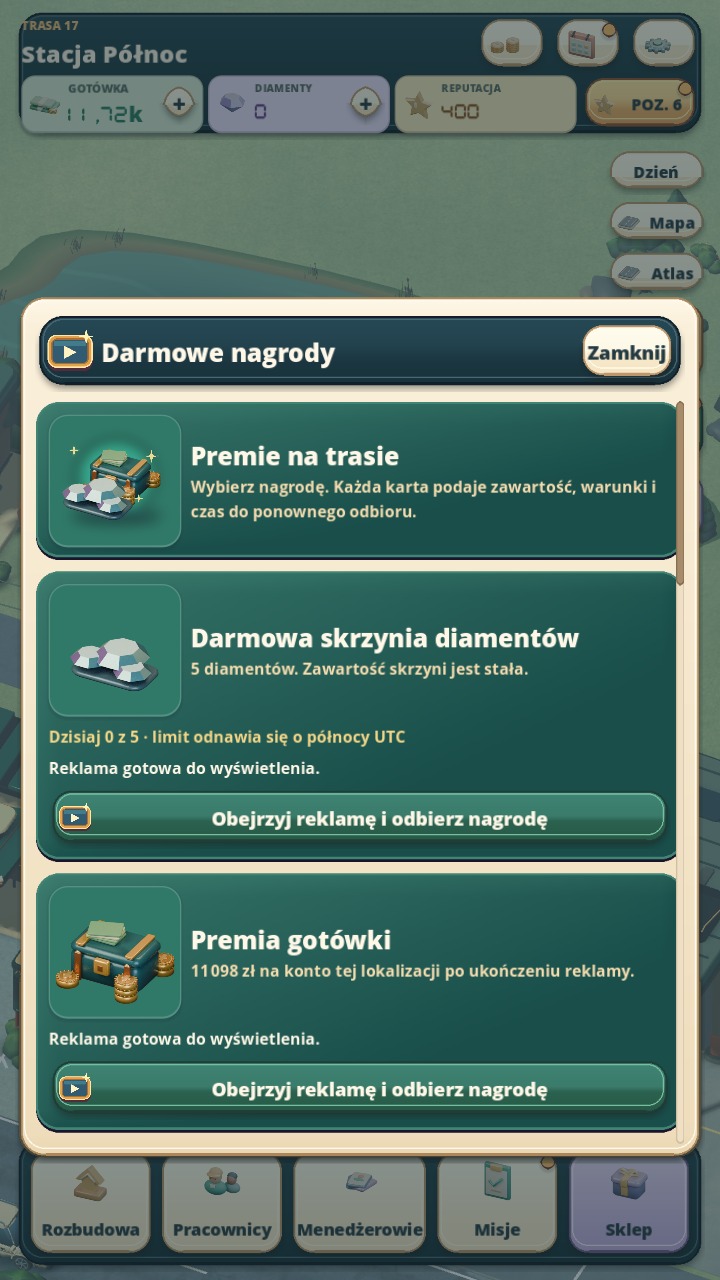 TRASA 17
Stacja Północ
GOTÓWKA
11,72k
DIAMENTY
0
REPUTACJA
400
POZ. 6
Dzień
Mapa
Atlas
Darmowe nagrody
Zamknij
Premie na trasie
Wybierz nagrodę. Każda karta podaje zawartość, warunki i
czas do ponownego odbioru.
Darmowa skrzynia diamentów
5 diamentów. Zawartość skrzyni jest stała.
Dzisiaj 0 z 5 · limit odnawia się o północy UTC
Reklama gotowa do wyświetlenia.
Obejrzyj reklamę i odbierz nagrodę
Premia gotówki
11 098 zł na konto tej lokalizacji po ukończeniu reklamy.
Reklama gotowa do wyświetlenia.
Obejrzyj reklamę i odbierz nagrodę
Rozbudowa
Pracownicy
Menedżerowie
Misje
Sklep